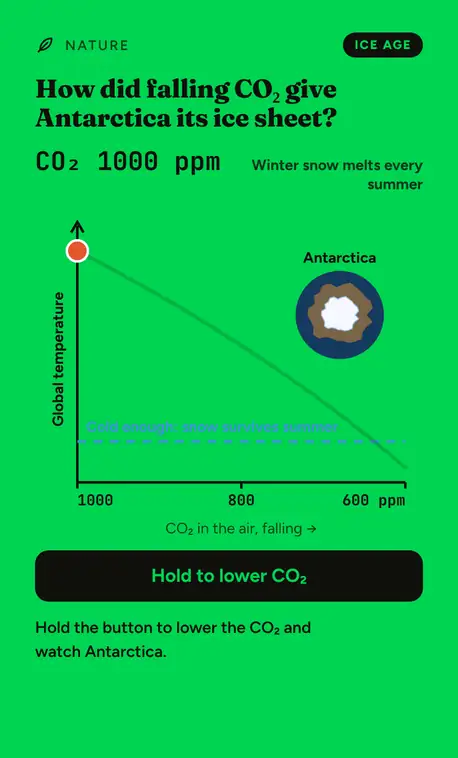 NATURE
ICE AGE
How did falling CO₂ give
Antarctica its ice sheet?
CO₂ 1000 ppm
Winter snow melts every
summer
Antarctica
Global temperature
Cold enough: snow survives summer
1000
800
600 ppm
CO₂ in the air, falling →
Hold to lower CO₂
Hold the button to lower the CO₂ and
watch Antarctica.